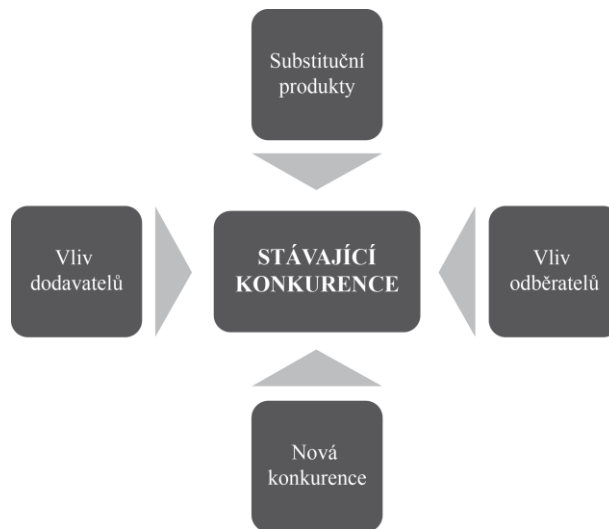 Substituční
produkty
Vliv
dodavatelů
STÁVAJÍCÍ
KONKURENCE
Vliv
odběratelů
Nová
konkurence